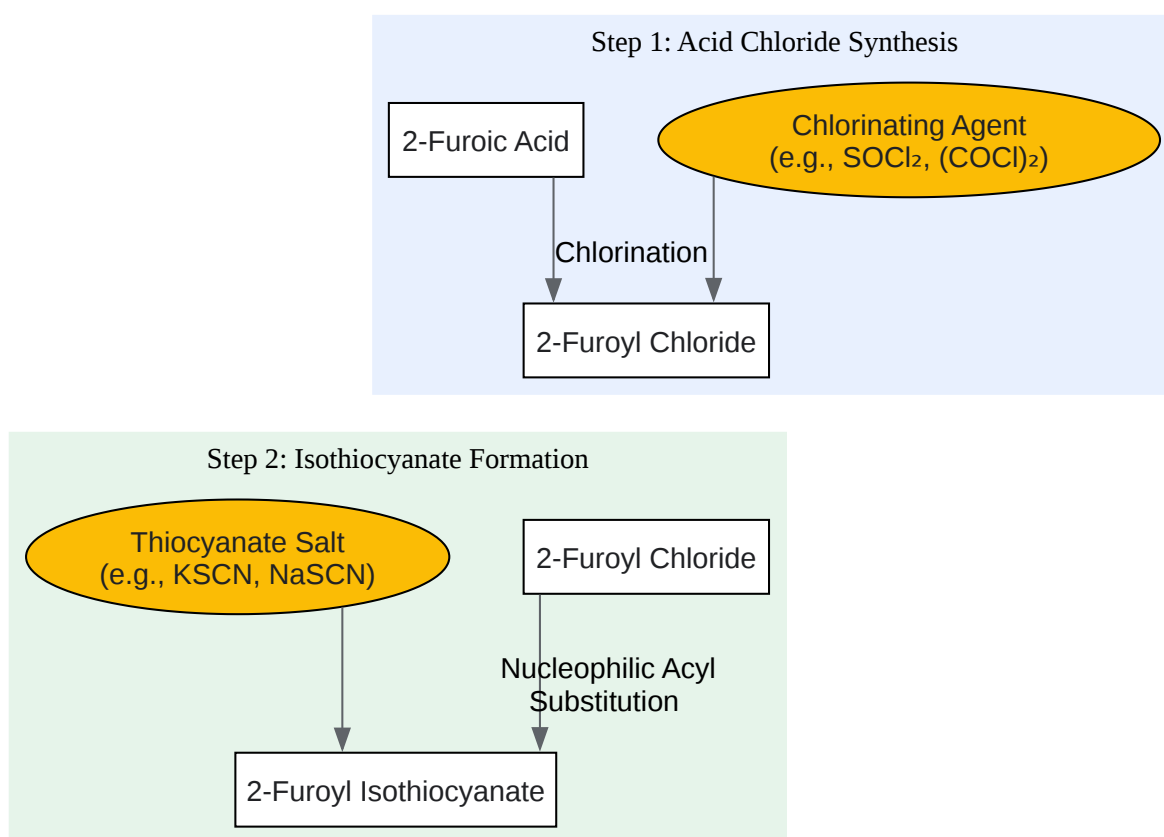 Step 1: Acid Chloride Synthesis
2-Furoic Acid
Chlorinating Agent
(e.g., SOCl₂, (COCl)₂)
Chlorination
2-Furoyl Chloride
Step 2: Isothiocyanate Formation
Thiocyanate Salt
(e.g., KSCN, NaSCN)
2-Furoyl Chloride
Nucleophilic Acyl
Substitution
2-Furoyl Isothiocyanate